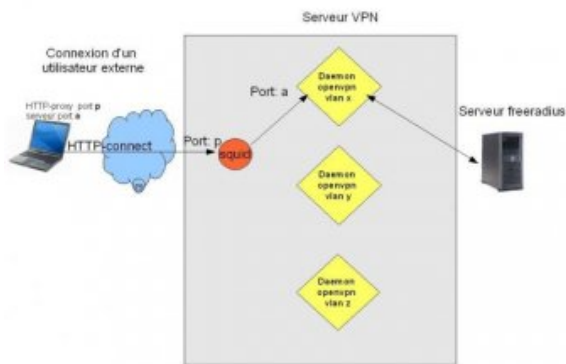 Serveur VPN
Connexion d'un
utilisateur externe
HTTP-proxy port p
serveur port a
HTTP-connect
Port: p
squid
Port: a
Daemon
openvpn
vlan x
Serveur freeradius
Daemon
openvpn
vlan y
Daemon
openvpn
vlan z